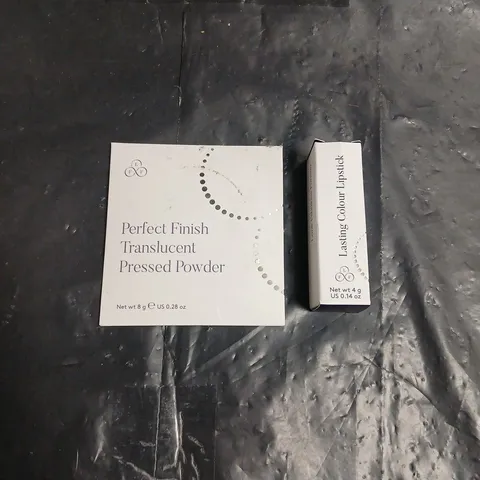 Perfect Finish
Translucent
Pressed Powder
Net wt 8 g ℮ US 0.28 oz
Lasting Colour Lipstick
Net wt 4 g
US 0.14 oz